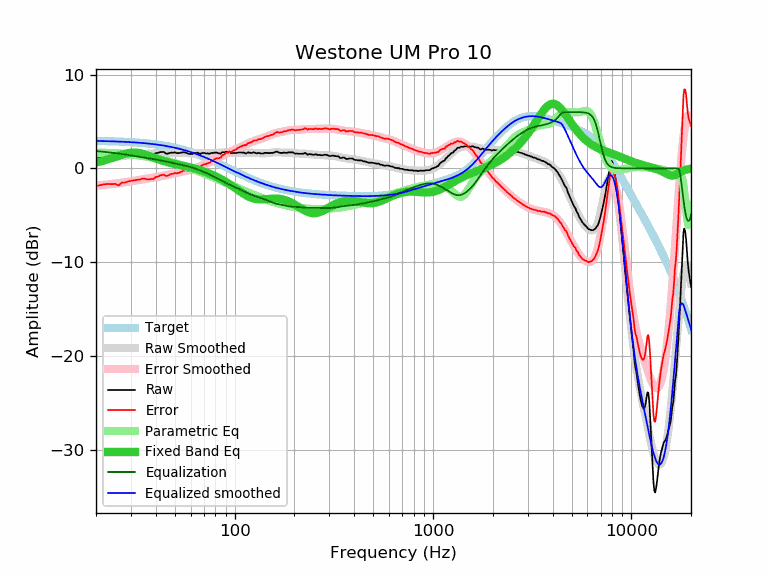 Westone UM Pro 10
Amplitude (dBr)
10
0
−10
−20
−30
Target
Raw Smoothed
Error Smoothed
Raw
Error
Parametric Eq
Fixed Band Eq
Equalization
Equalized smoothed
100
1000
10000
Frequency (Hz)